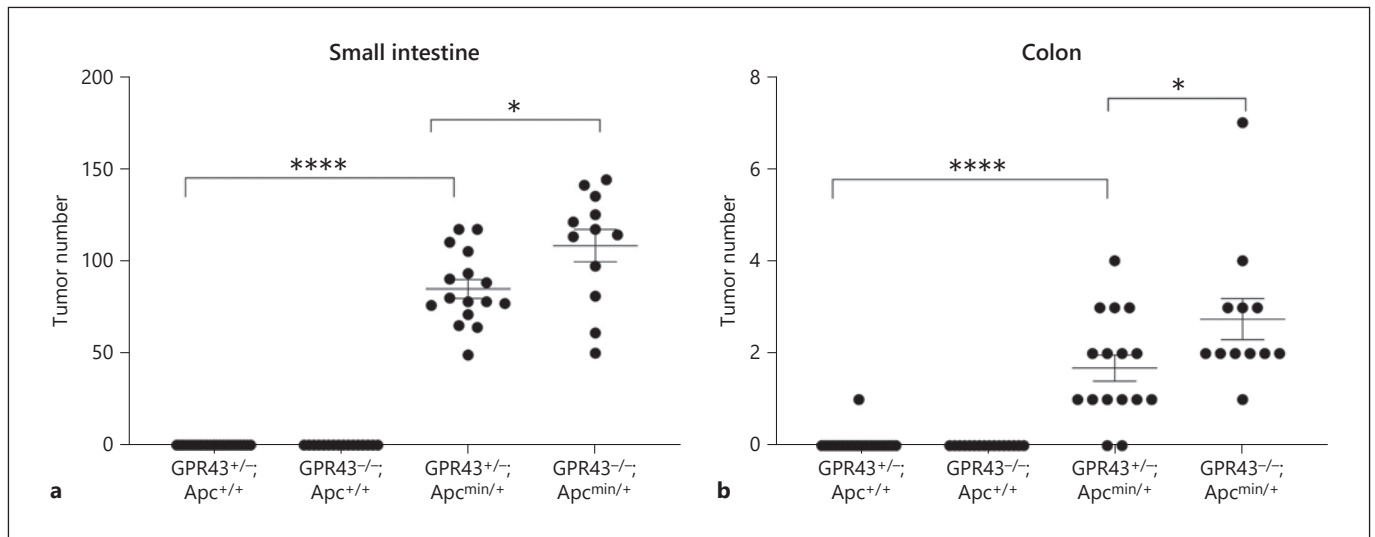 Small intestine
200
150
100
50
0
Tumor number
****
*
GPR43+/–; GPR43–/–; GPR43+/–; GPR43–/–;
Apc+/+ Apc+/+ Apcmin/+ Apcmin/+
a
Colon
8
6
4
2
0
Tumor number
****
*
GPR43+/–; GPR43–/–; GPR43+/–; GPR43–/–;
Apc+/+ Apc+/+ Apcmin/+ Apcmin/+
b